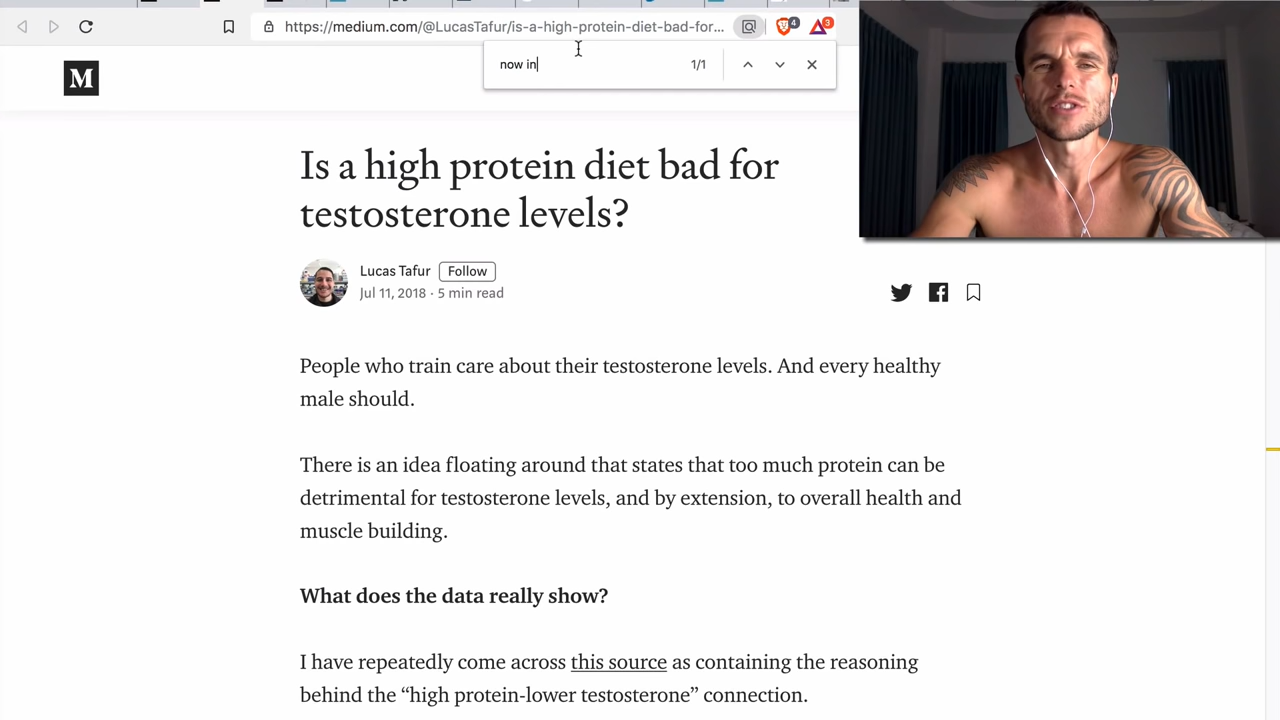 https://medium.com/@LucasTafur/is-a-high-protein-diet-bad-for...
4
3
now in
1/1
M
Is a high protein diet bad for
testosterone levels?
Lucas Tafur
Follow
Jul 11, 2018 · 5 min read
People who train care about their testosterone levels. And every healthy
male should.
There is an idea floating around that states that too much protein can be
detrimental for testosterone levels, and by extension, to overall health and
muscle building.
What does the data really show?
I have repeatedly come across this source as containing the reasoning
behind the “high protein-lower testosterone” connection.